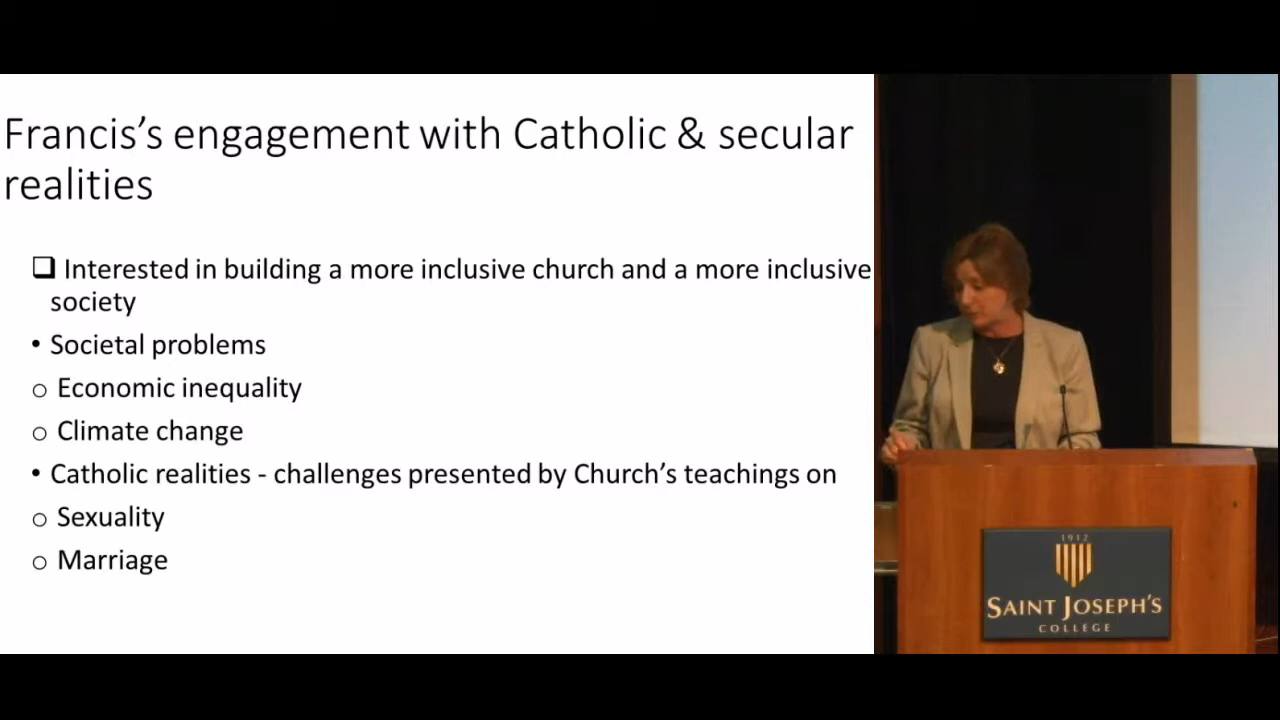 Francis’s engagement with Catholic & secular
realities
❑ Interested in building a more inclusive church and a more inclusive
society
• Societal problems
o Economic inequality
o Climate change
• Catholic realities - challenges presented by Church’s teachings on
o Sexuality
o Marriage
1912
SAINT JOSEPH'S
COLLEGE